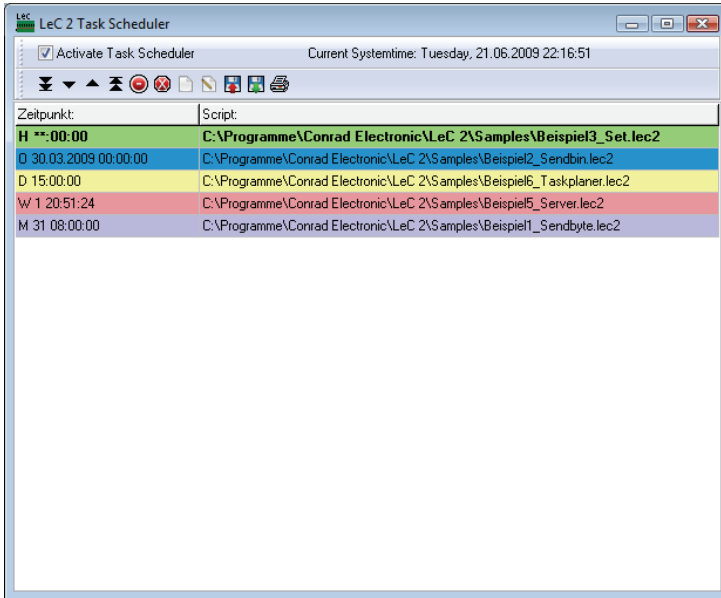 LeC
LeC 2 Task Scheduler
Activate Task Scheduler Current Systemtime: Tuesday, 21.06.2009 22:16:51
Zeitpunkt: Script:
H **:00:00 C:\Programme\Conrad Electronic\LeC 2\Samples\Beispiel3_Set.lec2
O 30.03.2009 00:00:00 C:\Programme\Conrad Electronic\LeC 2\Samples\Beispiel2_Sendbin.lec2
D 15:00:00 C:\Programme\Conrad Electronic\LeC 2\Samples\Beispiel6_Taskplaner.lec2
W 1 20:51:24 C:\Programme\Conrad Electronic\LeC 2\Samples\Beispiel5_Server.lec2
M 31 08:00:00 C:\Programme\Conrad Electronic\LeC 2\Samples\Beispiel1_Sendbyte.lec2